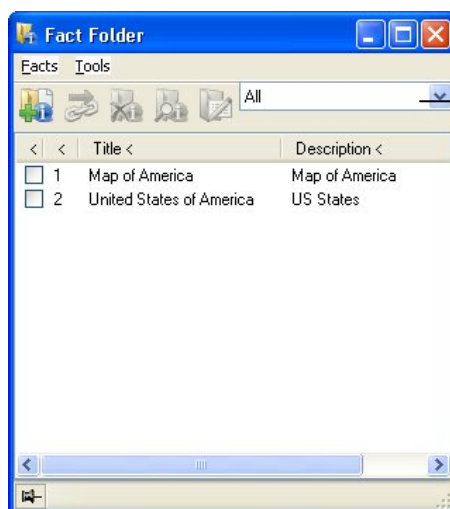 Fact Folder
Facts Tools
All
< < Title < Description <
1 Map of America Map of America
2 United States of America US States